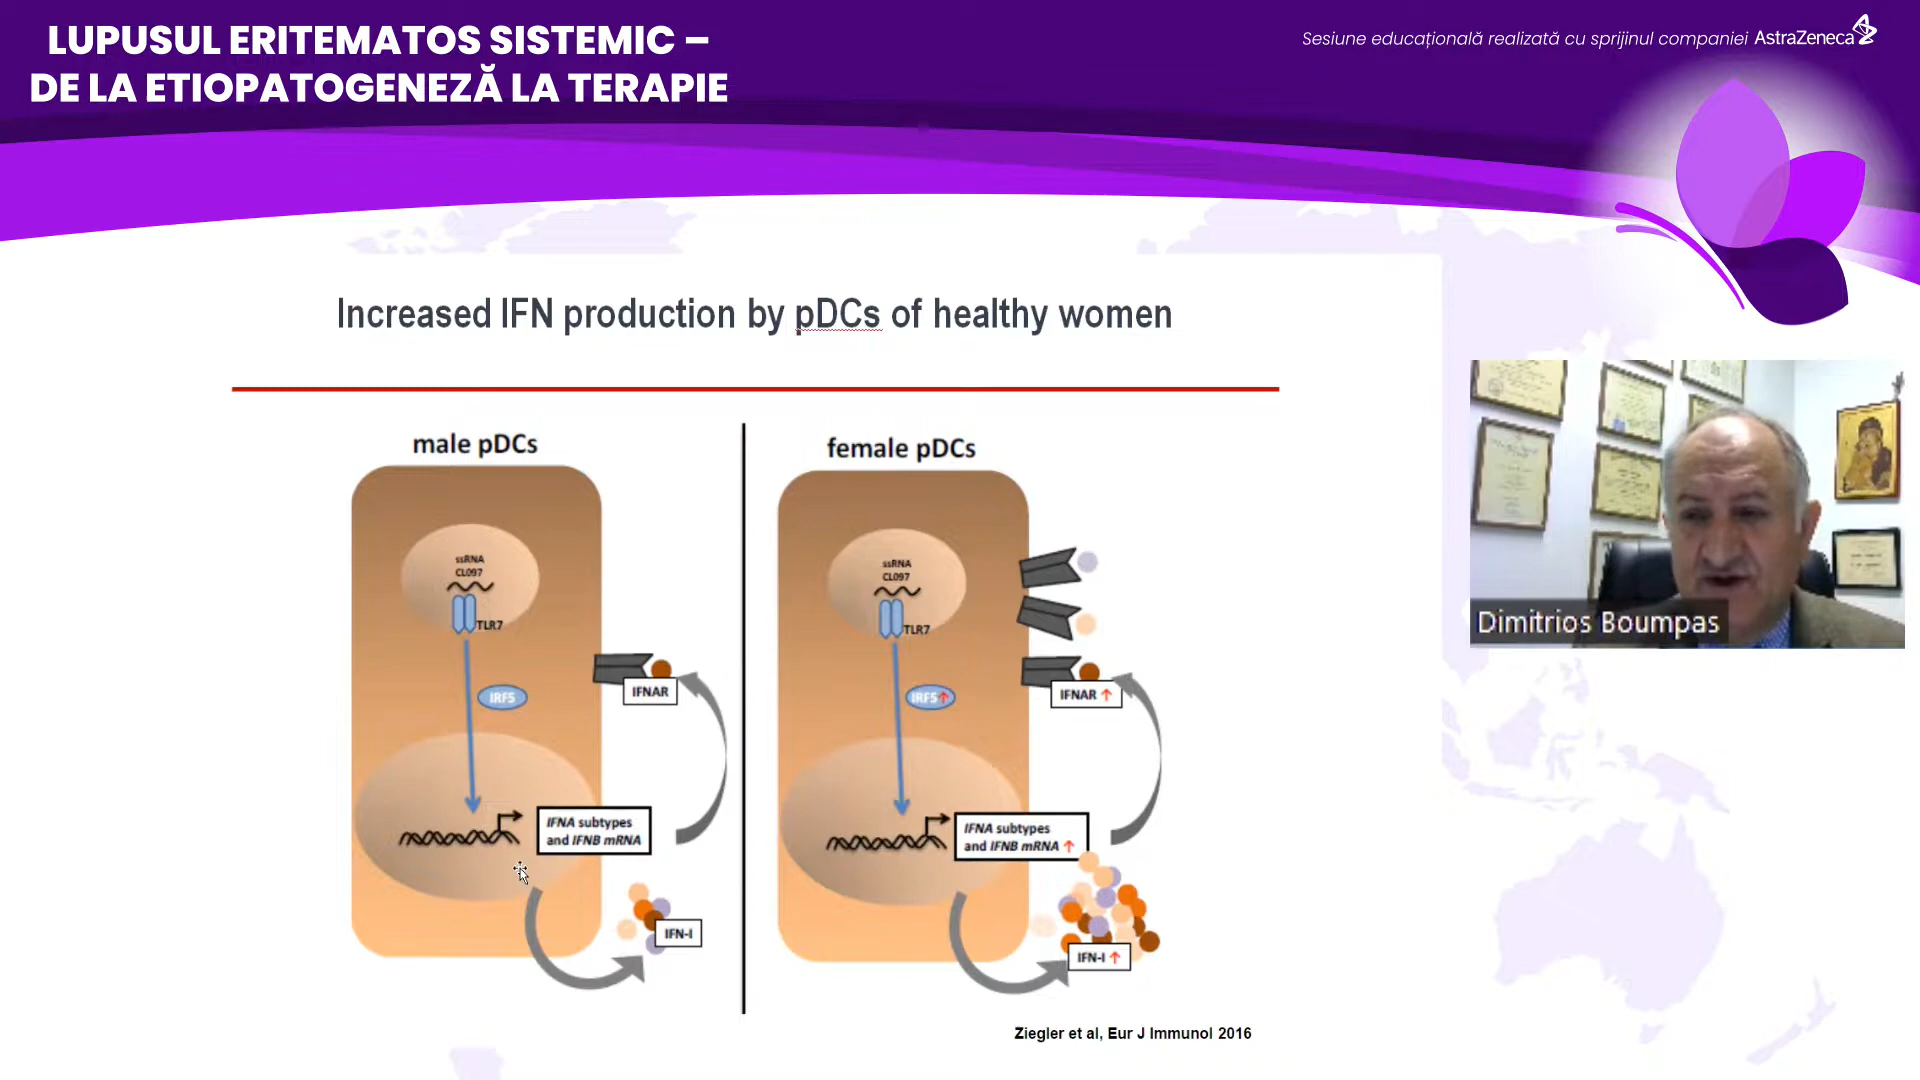 LUPUSUL ERITEMATOS SISTEMIC –
DE LA ETIOPATOGENEZĂ LA TERAPIE
Sesiune educațională realizată cu sprijinul companiei AstraZeneca
Increased IFN production by pDCs of healthy women
male pDCs
ssRNA
CL097
TLR7
IRF5
IFNAR
IFNA subtypes
and IFNB mRNA
IFN-I
female pDCs
ssRNA
CL097
TLR7
IRF5↑
IFNAR ↑
IFNA subtypes
and IFNB mRNA ↑
IFN-I ↑
Ziegler et al, Eur J Immunol 2016
Dimitrios Boumpas